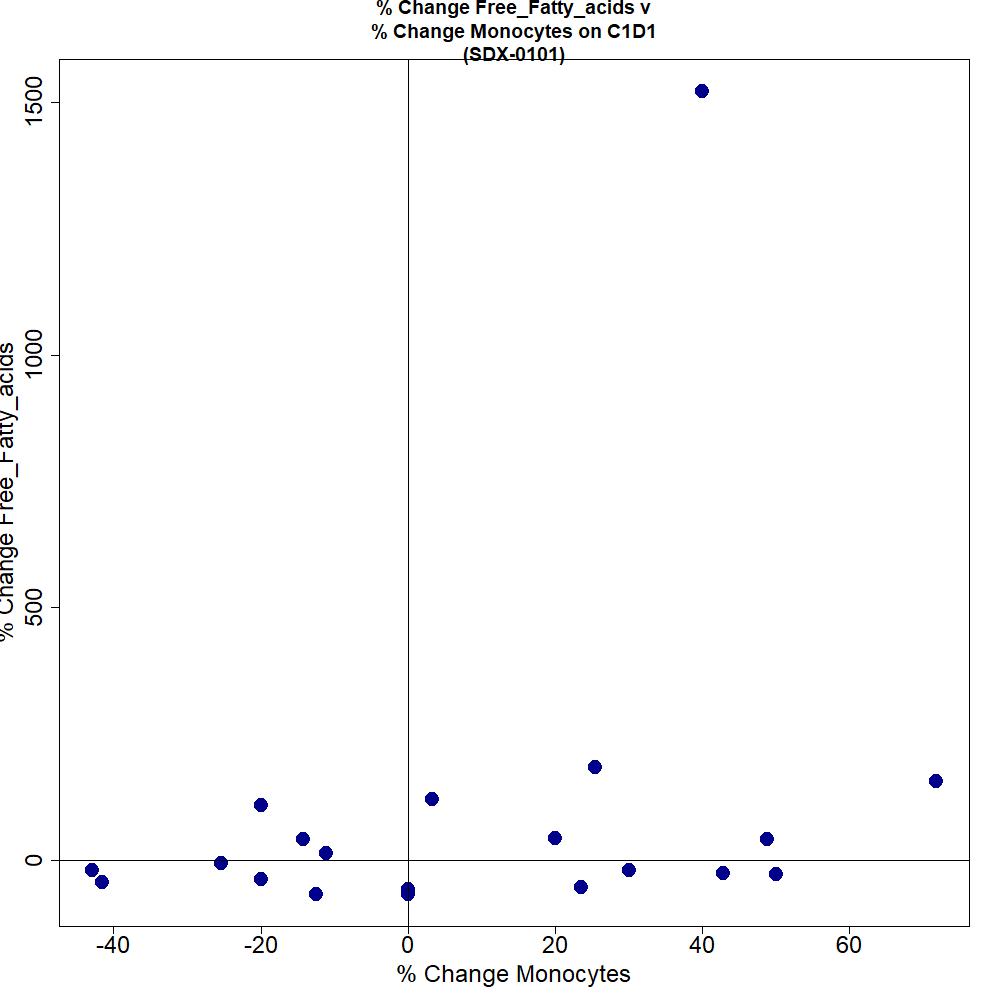 % Change Free_Fatty_acids v
% Change Monocytes on C1D1
(SDX-0101)
% Change Free_Fatty_acids
1500
1000
500
0
-40 -20 0 20 40 60
% Change Monocytes